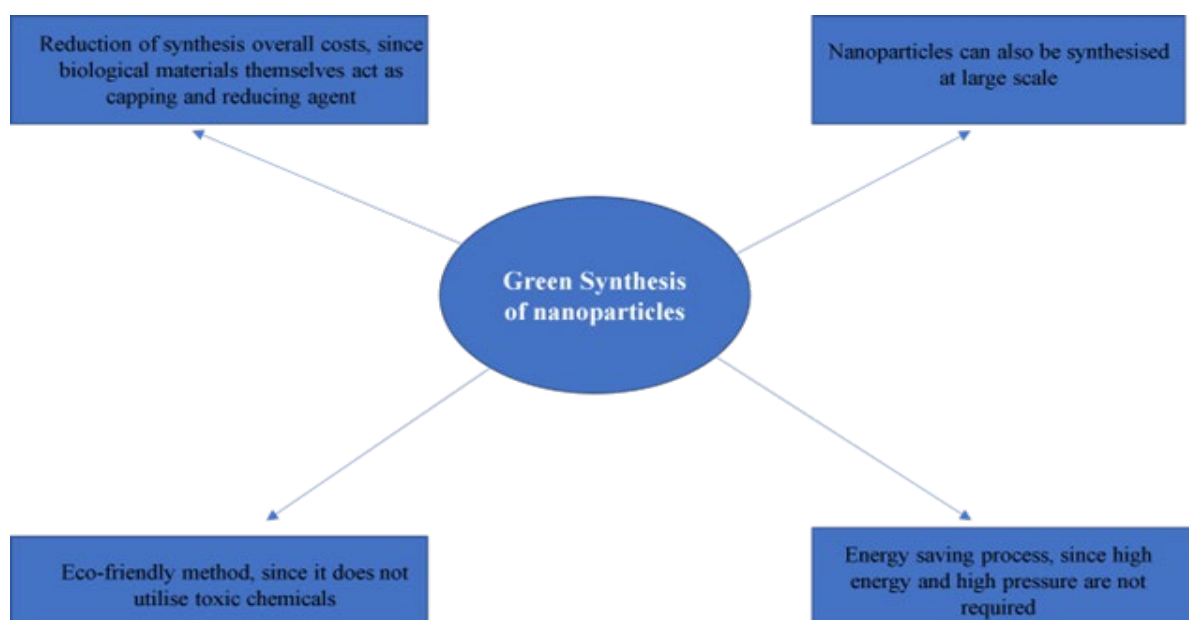 Reduction of synthesis overall costs, since
biological materials themselves act as
capping and reducing agent
Nanoparticles can also be synthesised
at large scale
Green Synthesis
of nanoparticles
Eco-friendly method, since it does not
utilise toxic chemicals
Energy saving process, since high
energy and high pressure are not
required